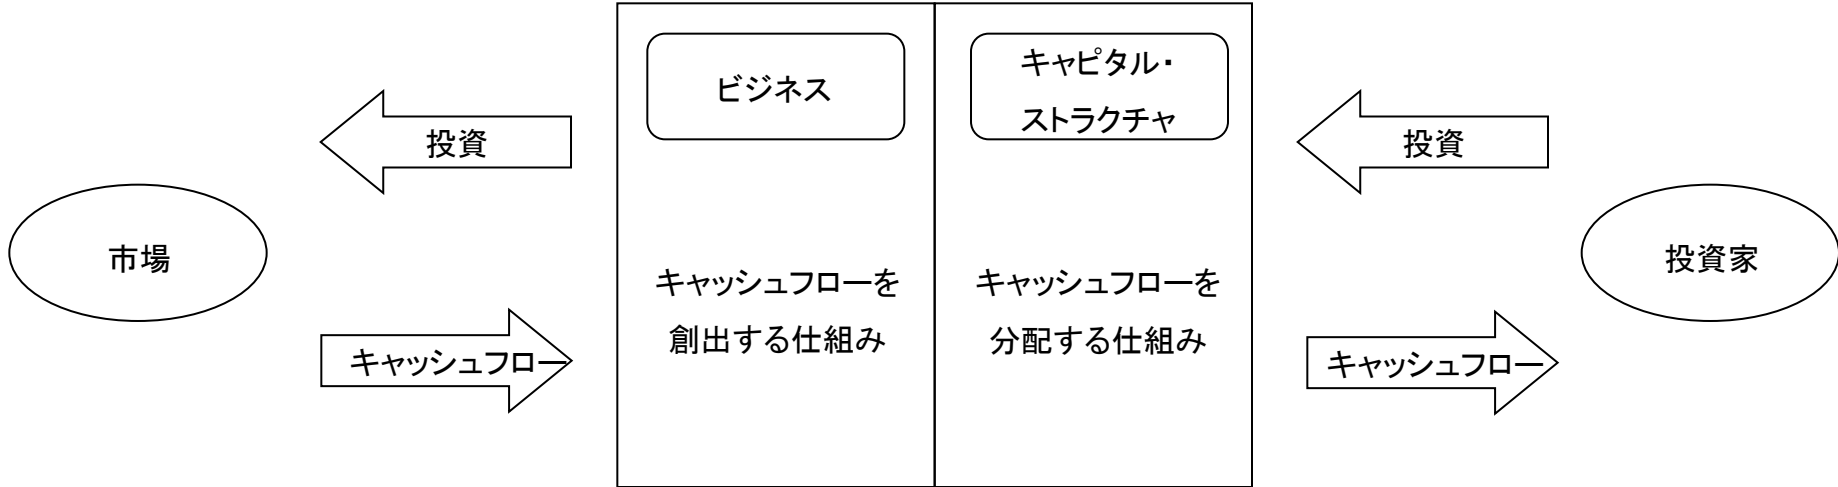 ビジネス
キャピタル・
ストラクチャ
投資
投資
市場
投資家
キャッシュフローを
創出する仕組み
キャッシュフローを
分配する仕組み
キャッシュフロー
キャッシュフロー